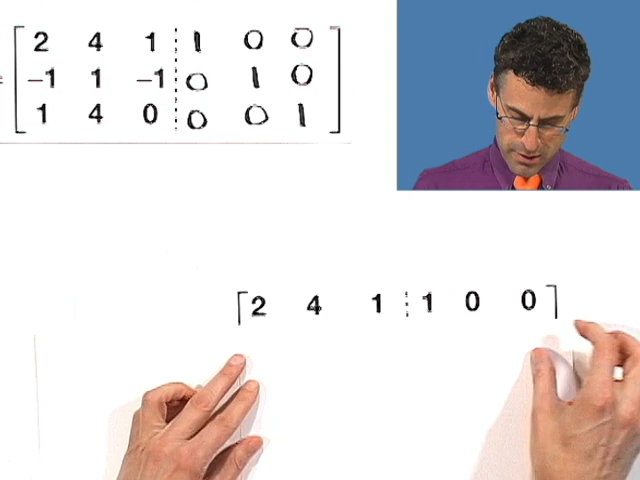 = [ 2 4 1 ¦ 1 0 0 ]
-1 1 -1 ¦ 0 1 0
1 4 0 ¦ 0 0 1
2 4 1 ¦ 1 0 0